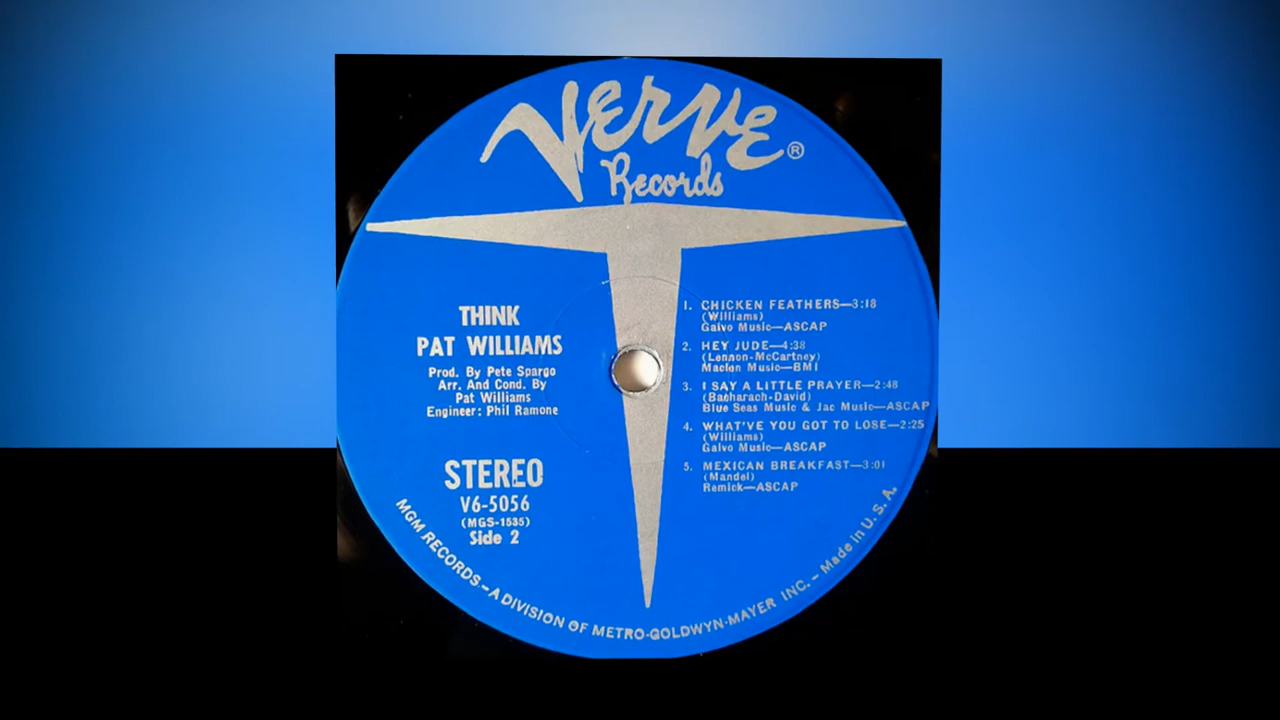 Verve ®
Records
THINK
PAT WILLIAMS
Prod. By Pete Spargo
Arr. And Cond. By
Pat Williams
Engineer: Phil Ramone
STEREO
V6-5056
(MGS-1535)
Side 2
1. CHICKEN FEATHERS—3:18
(Williams)
Galvo Music—ASCAP
2. HEY JUDE—4:38
(Lennon-McCartney)
Maclen Music—BMI
3. I SAY A LITTLE PRAYER—2:48
(Bacharach-David)
Blue Seas Music & Jac Music—ASCAP
4. WHAT'VE YOU GOT TO LOSE—2:25
(Williams)
Galvo Music—ASCAP
5. MEXICAN BREAKFAST—3:01
(Mandel)
Remick—ASCAP
MGM RECORDS – A DIVISION OF METRO-GOLDWYN-MAYER INC. – Made in U. S. A.